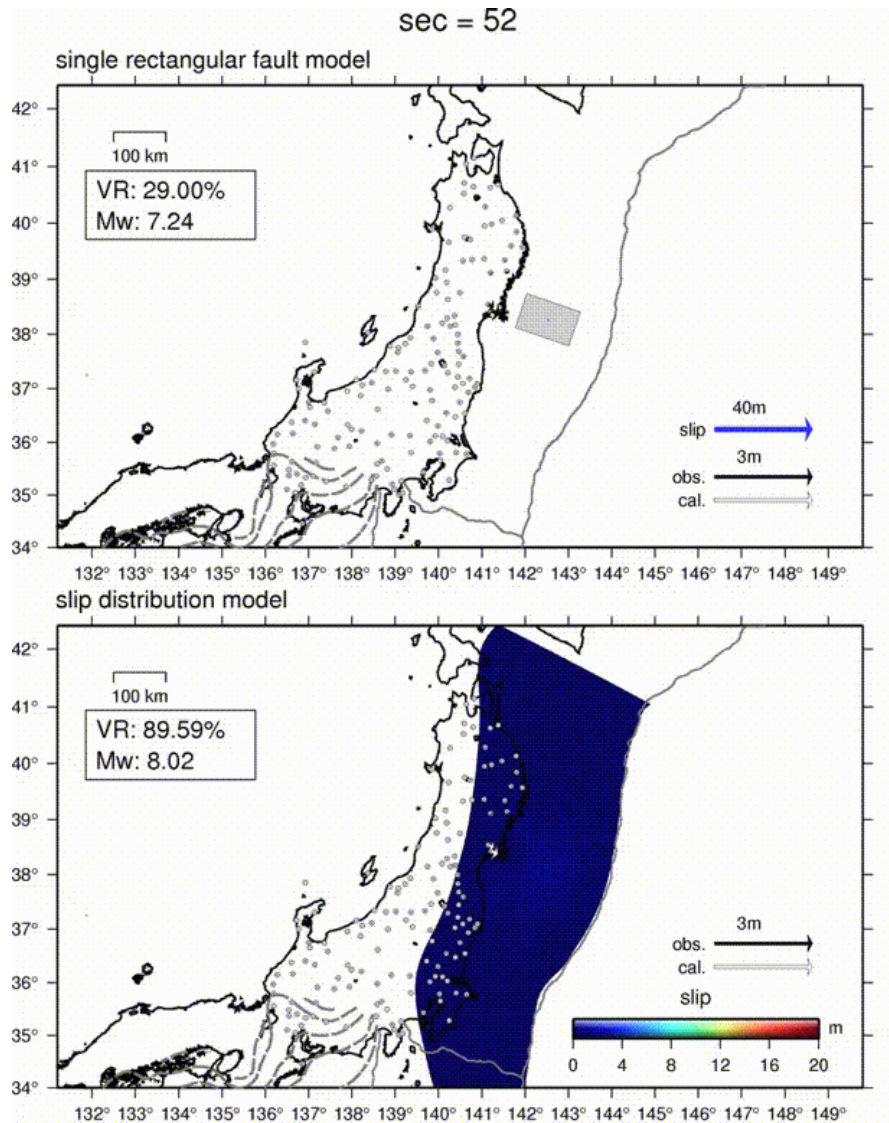 sec = 52
single rectangular fault model
42°
100 km
41°
VR: 29.00%
Mw: 7.24
40°
39°
38°
37°
40m
slip
36°
3m
obs.
35°
cal.
34°
132° 133° 134° 135° 136° 137° 138° 139° 140° 141° 142° 143° 144° 145° 146° 147° 148° 149°
slip distribution model
42°
100 km
41°
VR: 89.59%
Mw: 8.02
40°
39°
38°
37°
3m
obs.
36°
cal.
slip
35°
m
0 4 8 12 16 20
34°
132° 133° 134° 135° 136° 137° 138° 139° 140° 141° 142° 143° 144° 145° 146° 147° 148° 149°